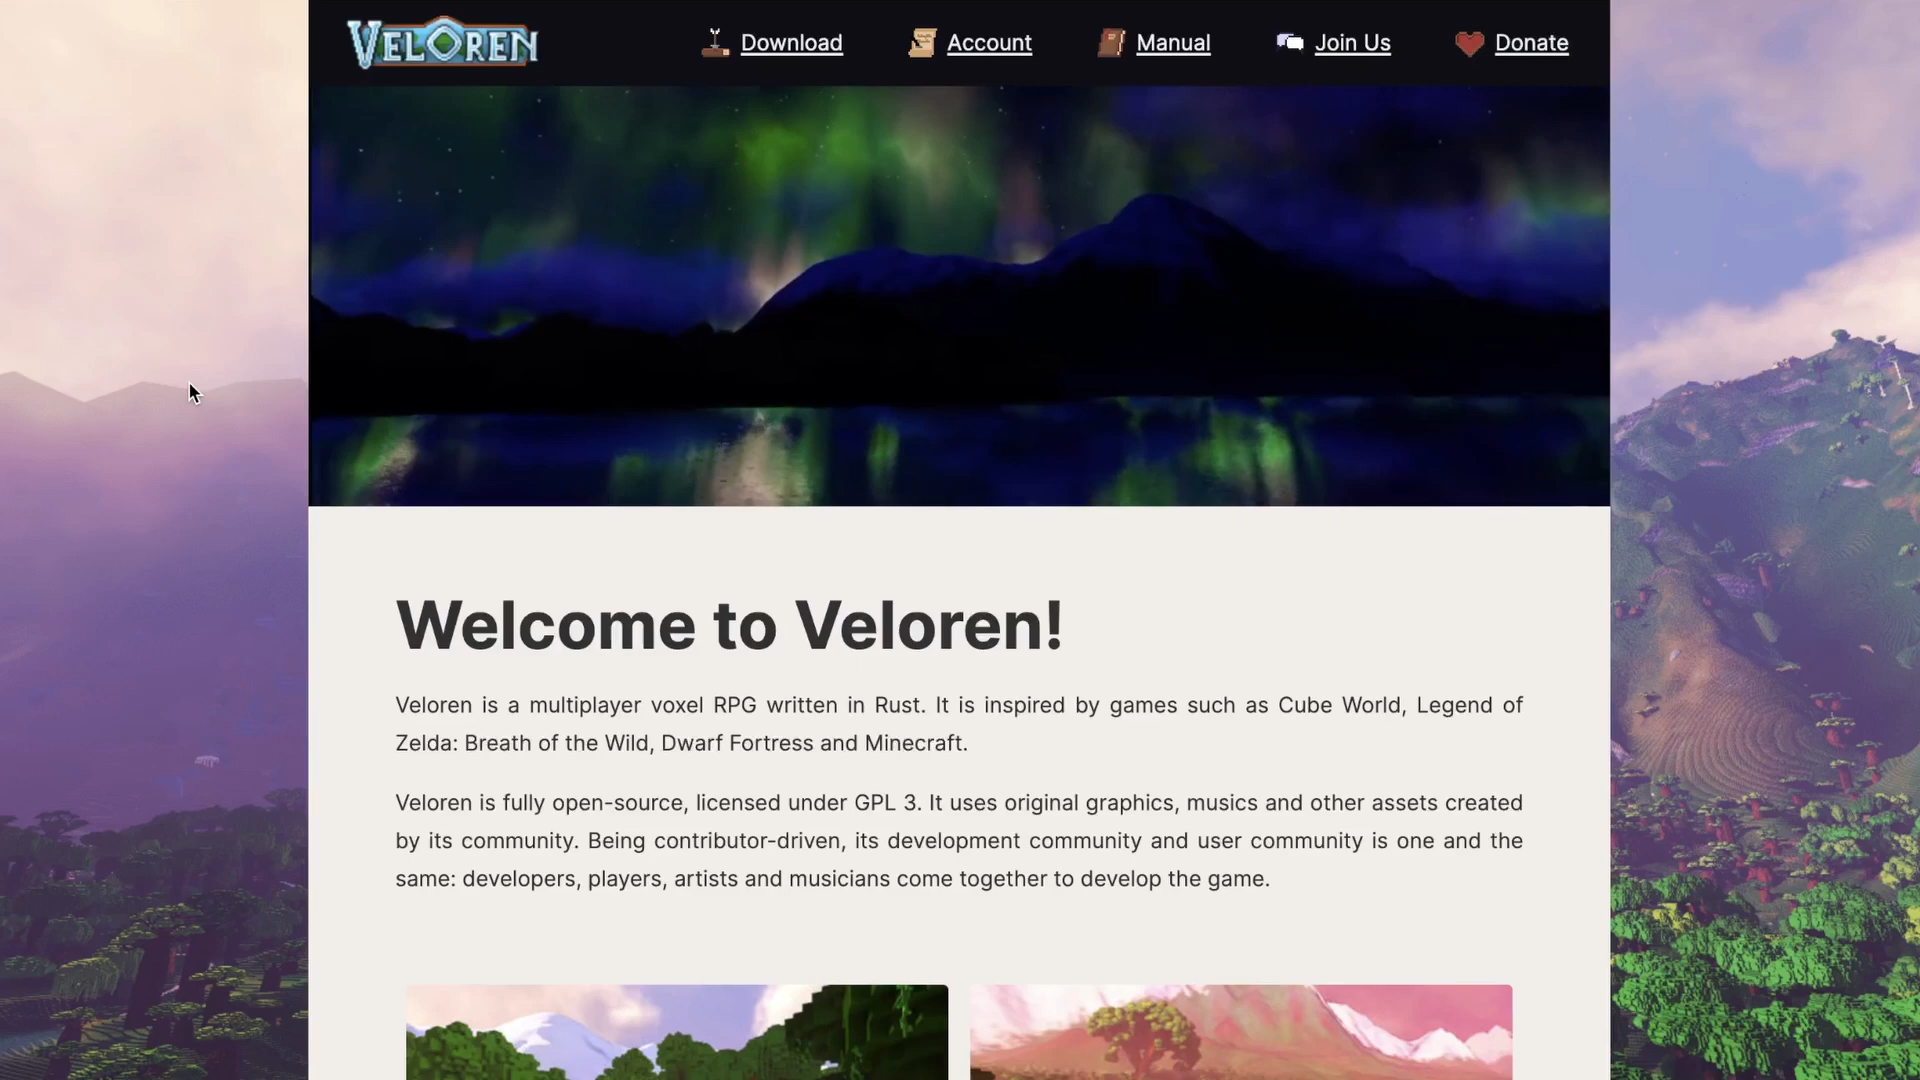 VELOREN
Download
Account
Manual
Join Us
Donate
Welcome to Veloren!
Veloren is a multiplayer voxel RPG written in Rust. It is inspired by games such as Cube World, Legend of
Zelda: Breath of the Wild, Dwarf Fortress and Minecraft.
Veloren is fully open-source, licensed under GPL 3. It uses original graphics, musics and other assets created
by its community. Being contributor-driven, its development community and user community is one and the
same: developers, players, artists and musicians come together to develop the game.